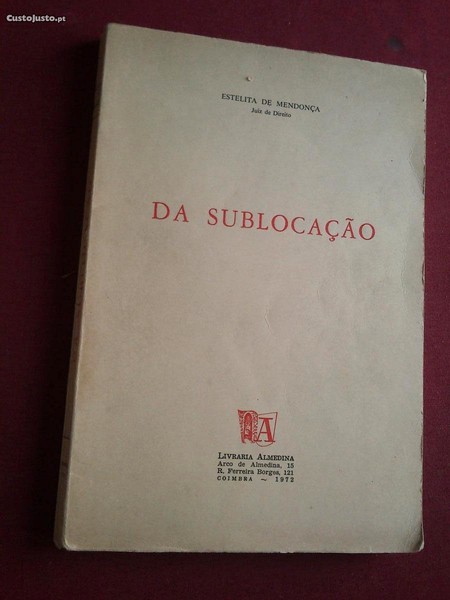 CustoJusto.pt
ESTELITA DE MENDONÇA
Juiz de Direito
DA SUBLOCAÇÃO
A
LIVRARIA ALMEDINA
Arco de Almedina, 15
R. Ferreira Borges, 121
COIMBRA ~ 1972